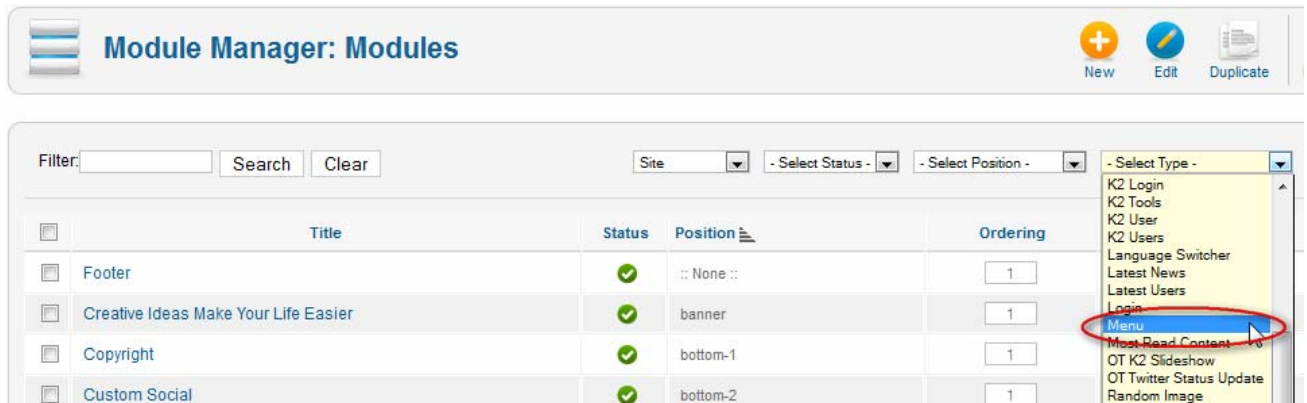 Module Manager: Modules
New Edit Duplicate
Filter: Search Clear Site - Select Status - - Select Position - - Select Type -
K2 Login
K2 Tools
K2 User
K2 Users
Language Switcher
Latest News
Latest Users
Login
Menu
Most Read Content
OT K2 Slideshow
OT Twitter Status Update
Random Image
Title Status Position Ordering
Footer :: None :: 1
Creative Ideas Make Your Life Easier banner 1
Copyright bottom-1 1
Custom Social bottom-2 1